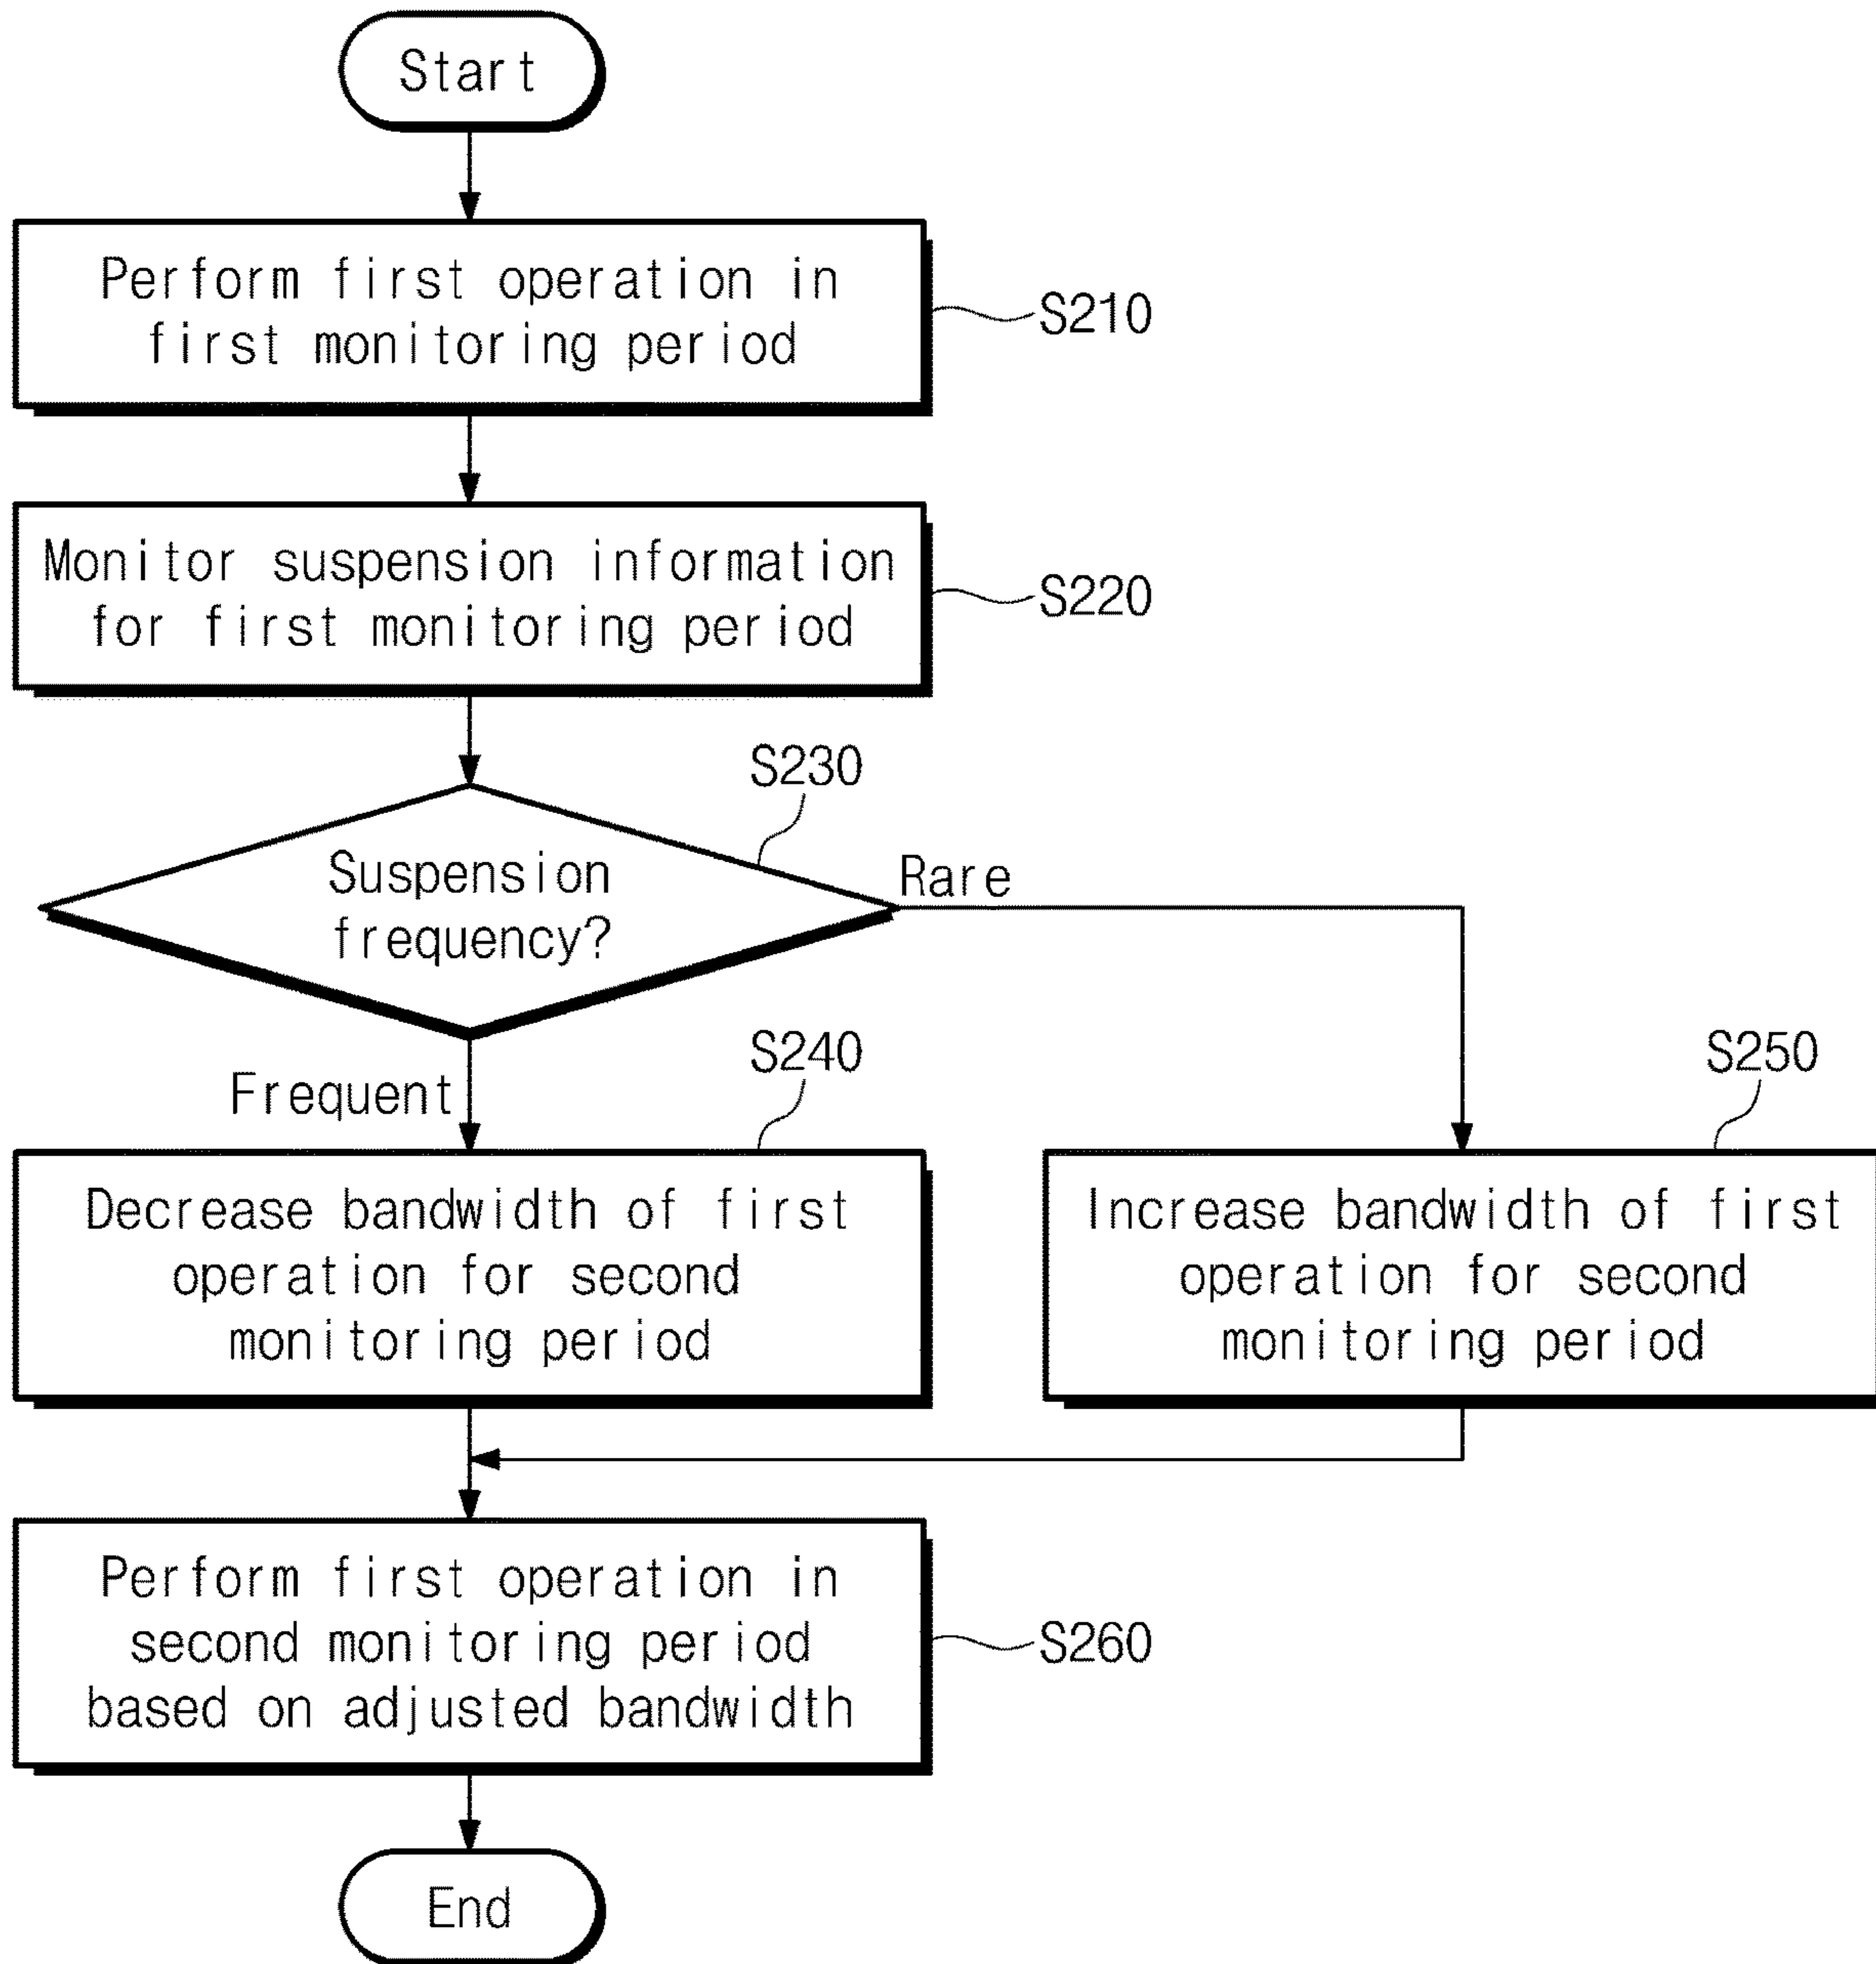 Start
Perform first operation in
first monitoring period
S210
Monitor suspension information
for first monitoring period
S220
S230
Suspension
frequency?
Rare
Frequent
S240
Decrease bandwidth of first
operation for second
monitoring period
S250
Increase bandwidth of first
operation for second
monitoring period
Perform first operation in
second monitoring period
based on adjusted bandwidth
S260
End